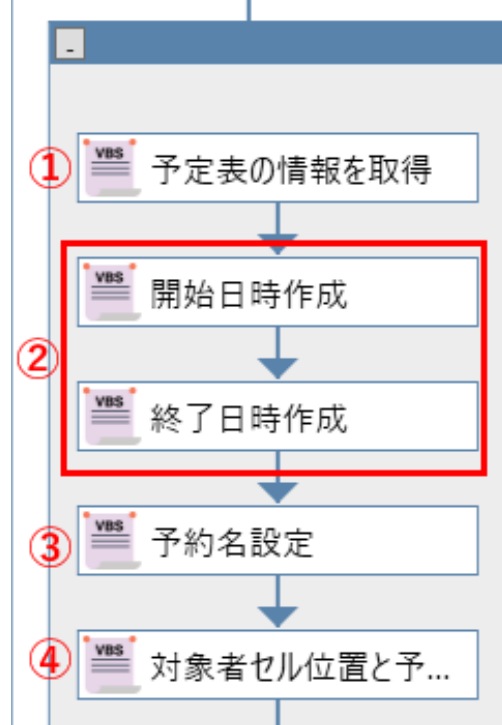 -
① VBS 予定表の情報を取得
VBS 開始日時作成
②
VBS 終了日時作成
③ VBS 予約名設定
④ VBS 対象者セル位置と予...